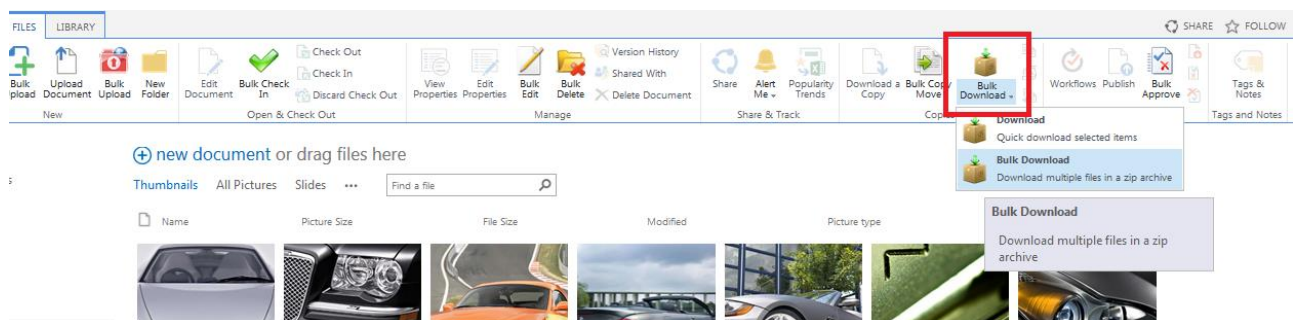 FILES LIBRARY
SHARE FOLLOW
Bulk
pload
Upload
Document
Bulk
Upload
New
Folder
New
Edit
Document
Bulk Check
In
Check Out
Check In
Discard Check Out
Open & Check Out
View
Properties
Edit
Properties
Bulk
Edit
Bulk
Delete
Version History
Shared With
Delete Document
Manage
Share
Alert
Me
Popularity
Trends
Share & Track
Download a
Copy
Bulk Copy
Move
Bulk
Download
Cop
Workflows
Publish
Bulk
Approve
Tags &
Notes
Tags and Notes
Download
Quick download selected items
Bulk Download
Download multiple files in a zip archive
Bulk Download
Download multiple files in a zip
archive
new document or drag files here
Thumbnails All Pictures Slides ••• Find a file
Name Picture Size File Size Modified Picture type